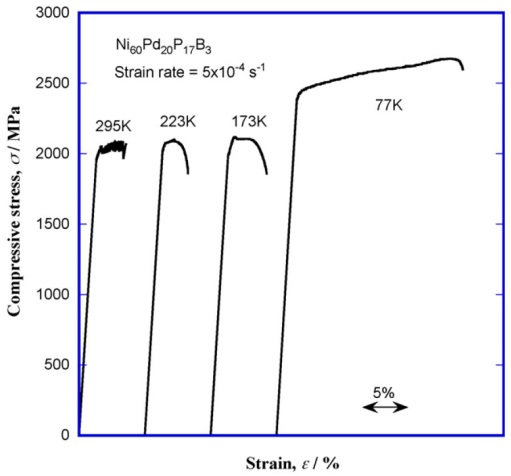 3000
2500
2000
1500
1000
500
0
Compressive stress, σ / MPa
Ni₆₀Pd₂₀P₁₇B₃
Strain rate = 5x10⁻⁴ s⁻¹
295K
223K
173K
77K
5%
Strain, ε / %